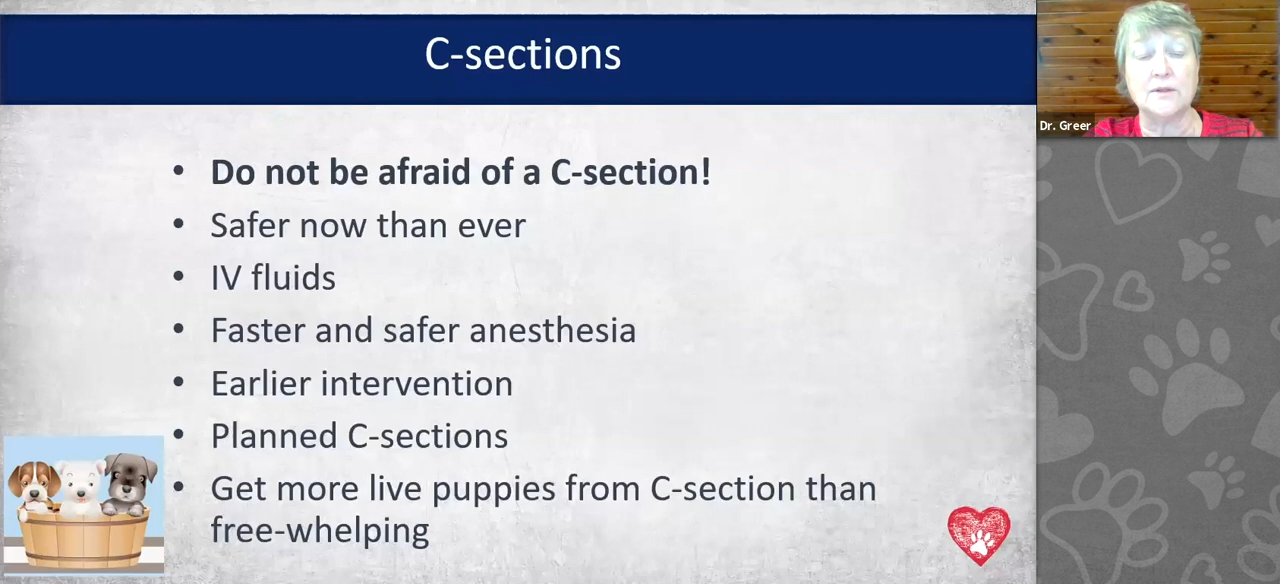 C-sections
Dr. Greer
• Do not be afraid of a C-section!
• Safer now than ever
• IV fluids
• Faster and safer anesthesia
• Earlier intervention
• Planned C-sections
• Get more live puppies from C-section than
free-whelping